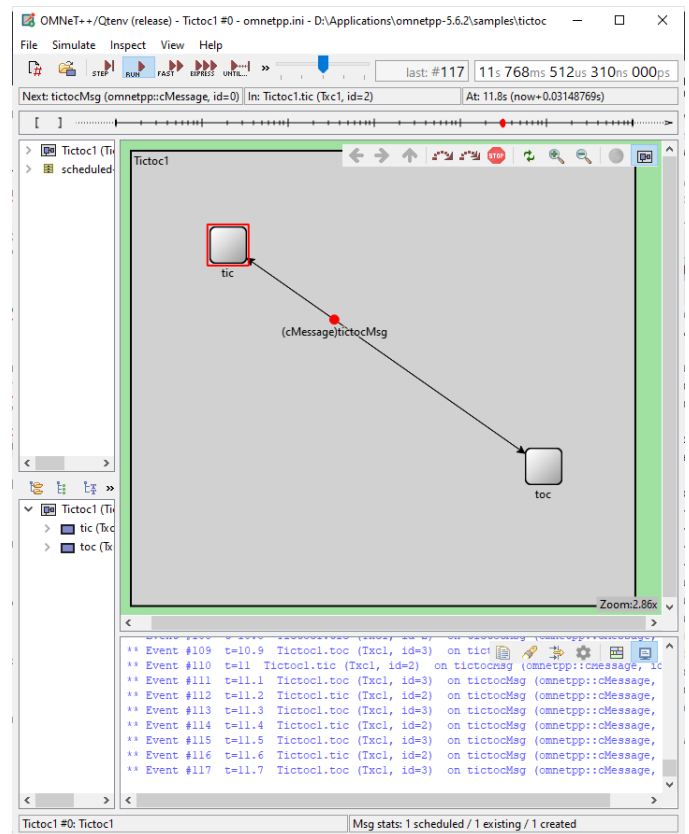 OMNeT++/Qtenv (release) - Tictoc1 #0 - omnetpp.ini - D:\Applications\omnetpp-5.6.2\samples\tictoc
File Simulate Inspect View Help
STEP RUN FAST EXPRESS UNTIL... » last: #117 11s 768ms 512us 310ns 000ps
Next: tictocMsg (omnetpp::cMessage, id=0) In: Tictoc1.tic (Txc1, id=2) At: 11.8s (now+0.03148769s)
[ ]
Tictoc1 (Ti
scheduled-
Tictoc1
STOP
tic
(cMessage)tictocMsg
toc
Zoom:2.86x
»
Tictoc1 (Ti
tic (Txc
toc (Tx
** Event #109 t=10.9 Tictoc1.toc (Txc1, id=3) on tict
** Event #110 t=11 Tictoc1.tic (Txc1, id=2) on tictocMsg (omnetpp::cMessage, id
** Event #111 t=11.1 Tictoc1.toc (Txc1, id=3) on tictocMsg (omnetpp::cMessage,
** Event #112 t=11.2 Tictoc1.tic (Txc1, id=2) on tictocMsg (omnetpp::cMessage,
** Event #113 t=11.3 Tictoc1.toc (Txc1, id=3) on tictocMsg (omnetpp::cMessage,
** Event #114 t=11.4 Tictoc1.tic (Txc1, id=2) on tictocMsg (omnetpp::cMessage,
** Event #115 t=11.5 Tictoc1.toc (Txc1, id=3) on tictocMsg (omnetpp::cMessage,
** Event #116 t=11.6 Tictoc1.tic (Txc1, id=2) on tictocMsg (omnetpp::cMessage,
** Event #117 t=11.7 Tictoc1.toc (Txc1, id=3) on tictocMsg (omnetpp::cMessage,
Tictoc1 #0: Tictoc1 Msg stats: 1 scheduled / 1 existing / 1 created